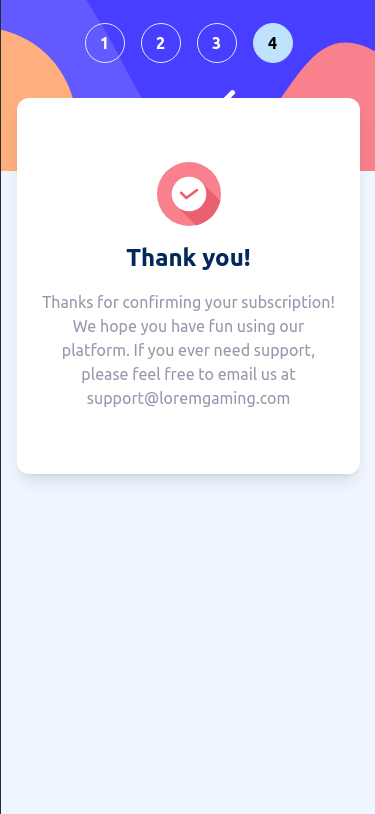 1 2 3 4
Thank you!
Thanks for confirming your subscription!
We hope you have fun using our
platform. If you ever need support,
please feel free to email us at
support@loremgaming.com